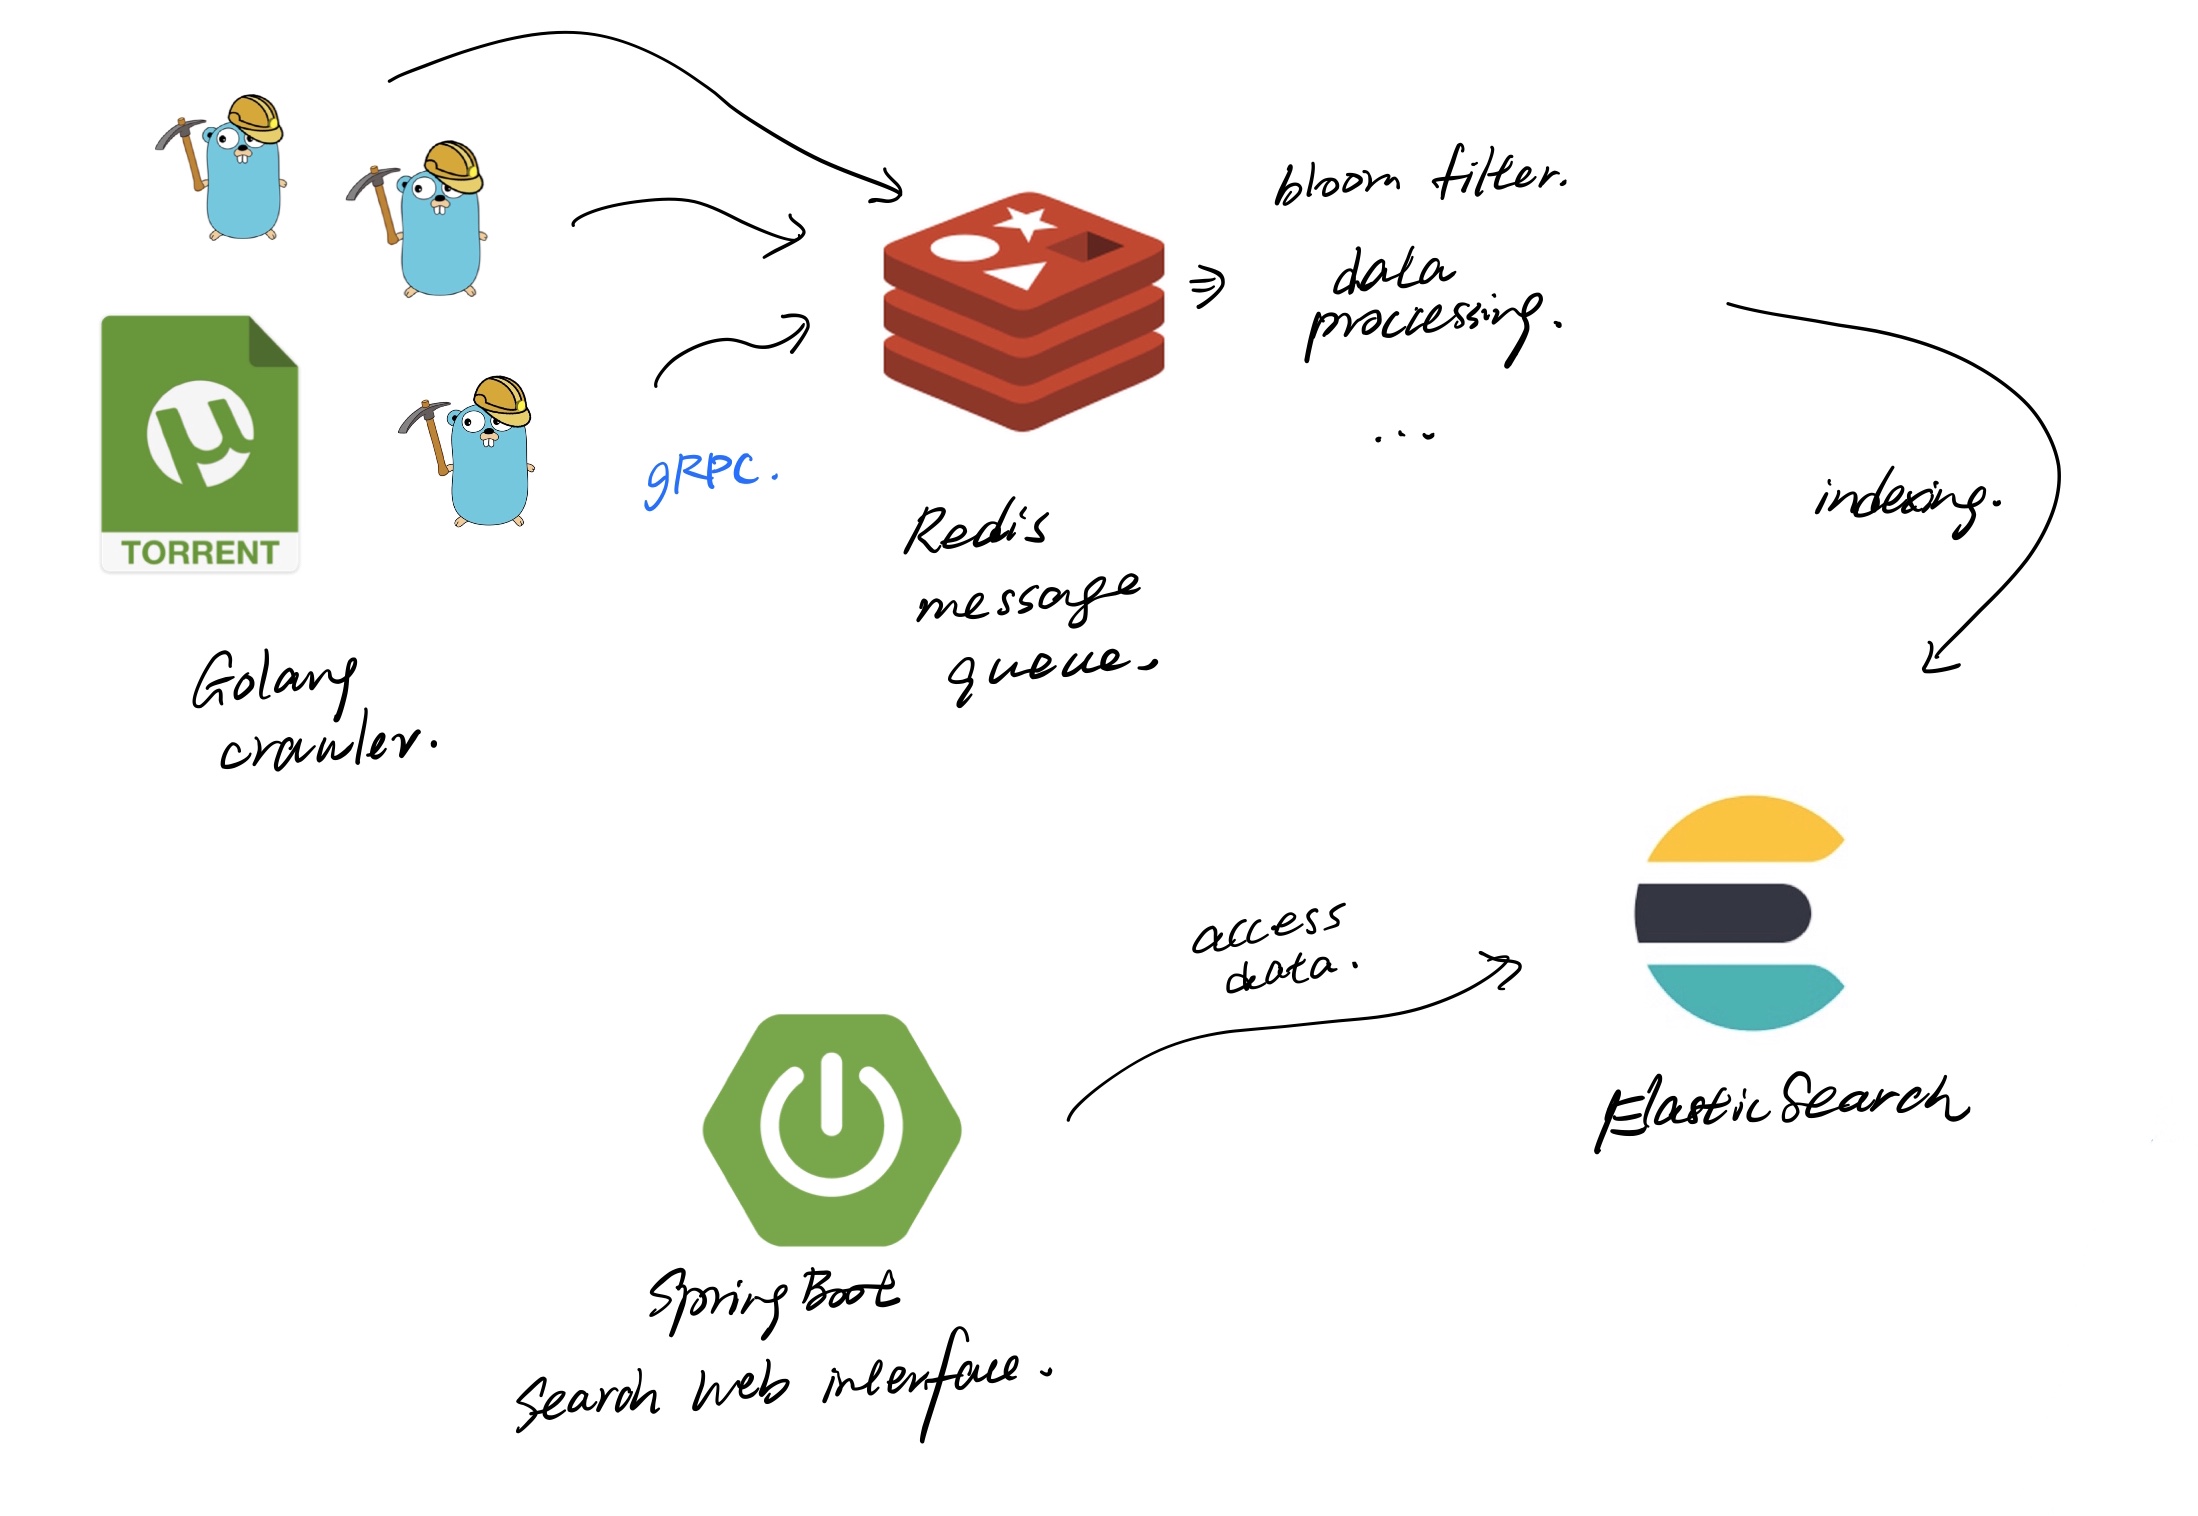 bloom filter.
data
processing.
...
TORRENT
gRPC.
indexing.
Redis
message
queue.
Golang
crawler.
access
data.
ElasticSearch
Spring Boot
Search Web interface.